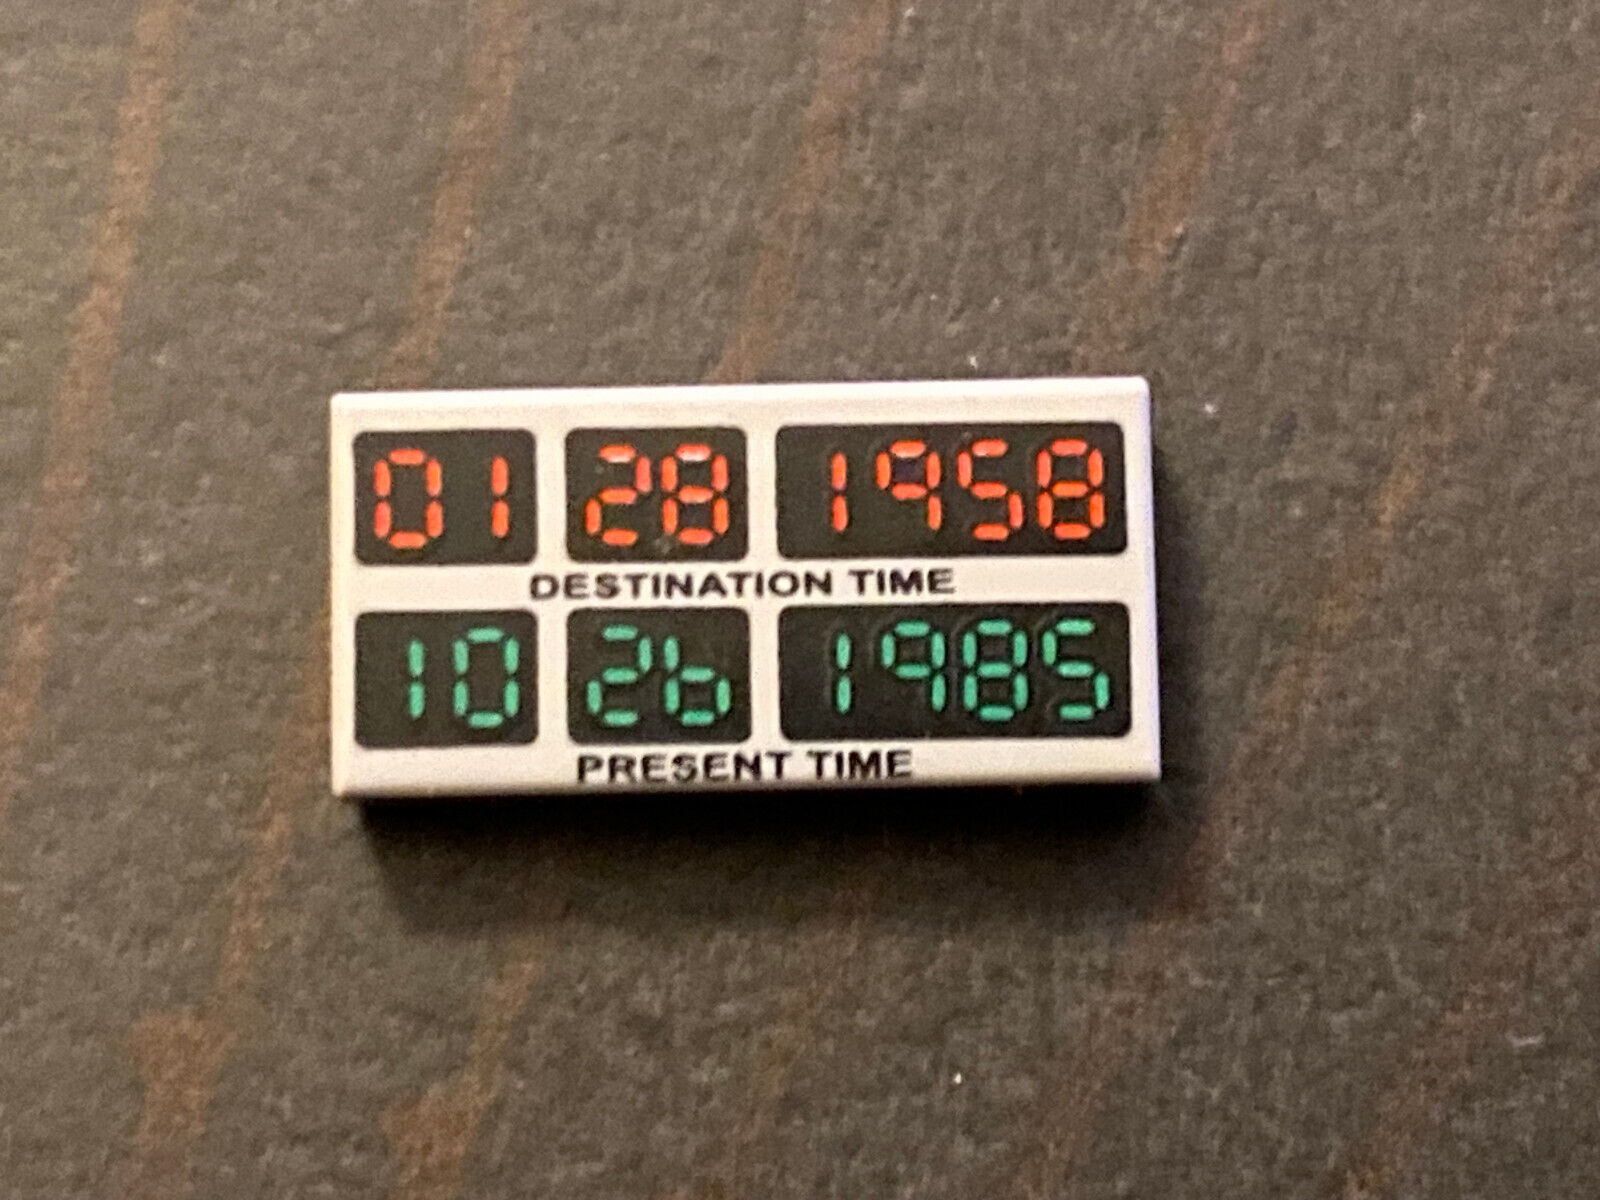 01 28 1958
DESTINATION TIME
10 26 1985
PRESENT TIME